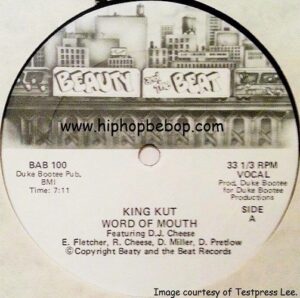 BEAUTY and the BEAT
www.hiphopbebop.com
BAB 100
Duke Bootee Pub.
BMI
Time: 7:11
33 1/3 RPM
VOCAL
Prod. Duke Bootee
for Duke Bootee
Productions
SIDE
A
KING KUT
WORD OF MOUTH
Featuring D.J. Cheese
E. Fletcher, R. Cheese, D. Miller, D. Pretlow
©Copyright Beaty and the Beat Records
Image courtesy of Testpress Lee.